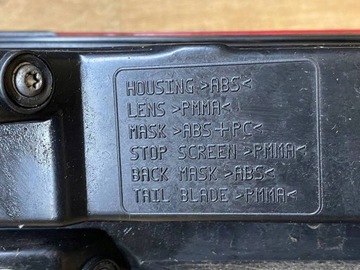 HOUSING >ABS<
LENS >PMMA<
MASK >ABS+PC<
STOP SCREEN >PMMA<
BACK MASK >ABS<
TAIL BLADE >PMMA<